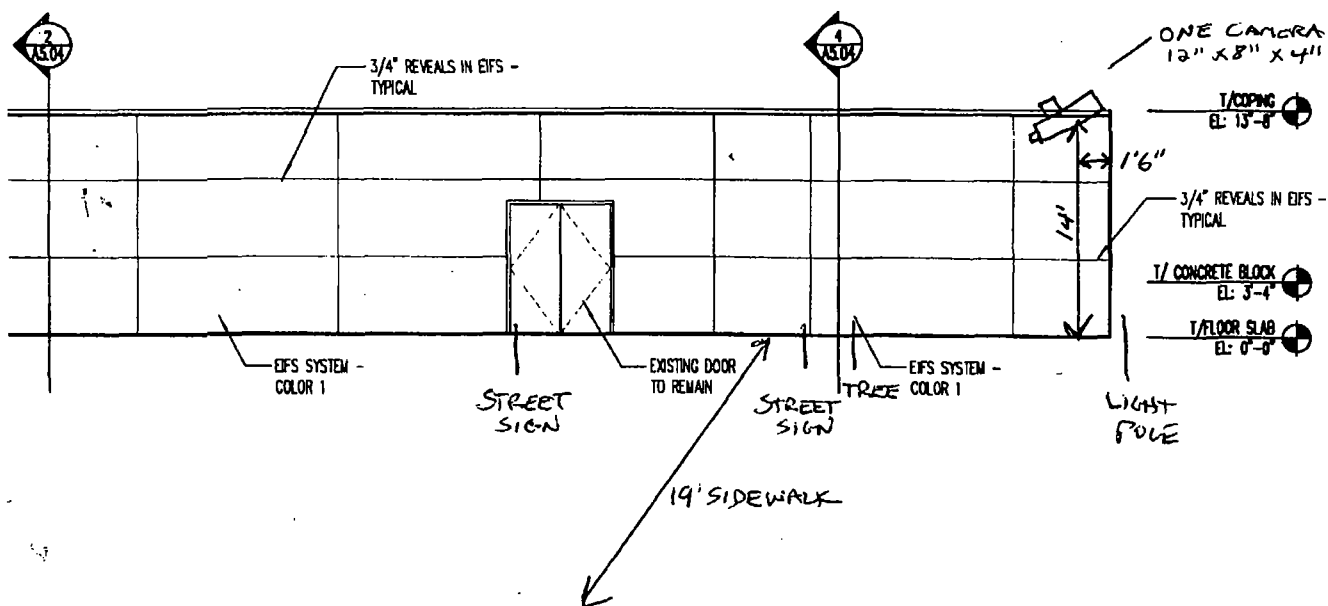 2
A5.04
4
A5.04
ONE CAMERA
12" X 8" X 4"
3/4" REVEALS IN EIFS -
TYPICAL
T/COPING
EL: 13'-8"
1'6"
14'
3/4" REVEALS IN EIFS -
TYPICAL
T/ CONCRETE BLOCK
EL: 3'-4"
T/FLOOR SLAB
EL: 0'-0"
EIFS SYSTEM -
COLOR 1
EXISTING DOOR
TO REMAIN
EIFS SYSTEM -
COLOR 1
STREET
SIGN
STREET
SIGN
TREE
LIGHT
POLE
19' SIDEWALK